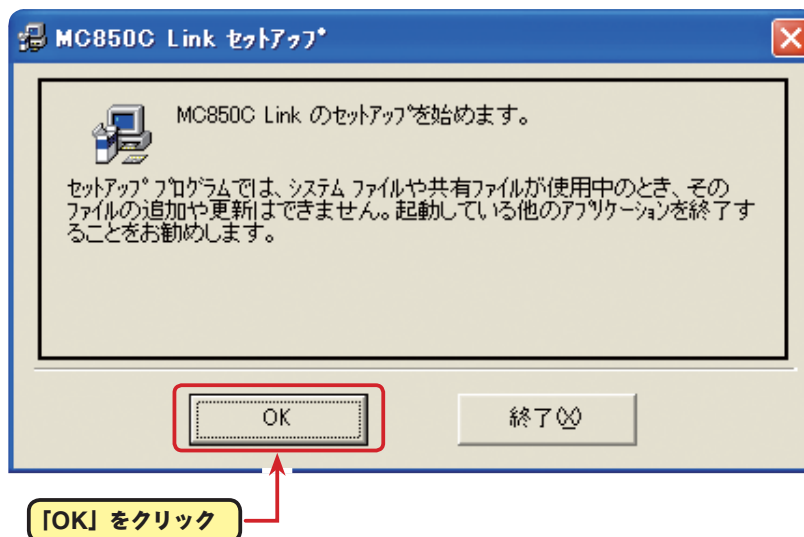 MC850C Link セットアップ
MC850C Link のセットアップを始めます。
セットアップ プログラムでは、システム ファイルや共有ファイルが使用中のとき、その
ファイルの追加や更新はできません。起動している他のアプリケーションを終了す
ることをお勧めします。
OK
終了(X)
「OK」をクリック